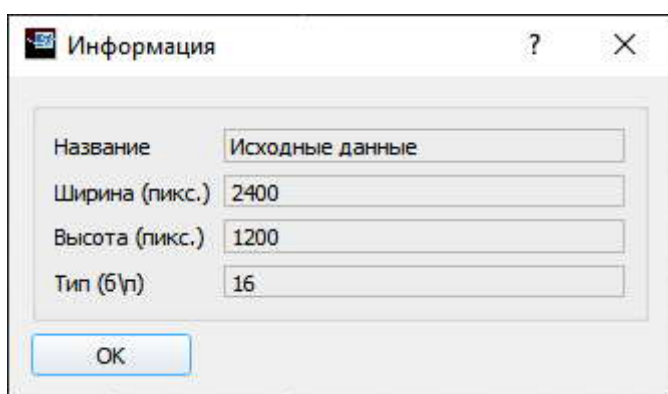 Информация ?
Название Исходные данные
Ширина (пикс.) 2400
Высота (пикс.) 1200
Тип (б\п) 16
OK